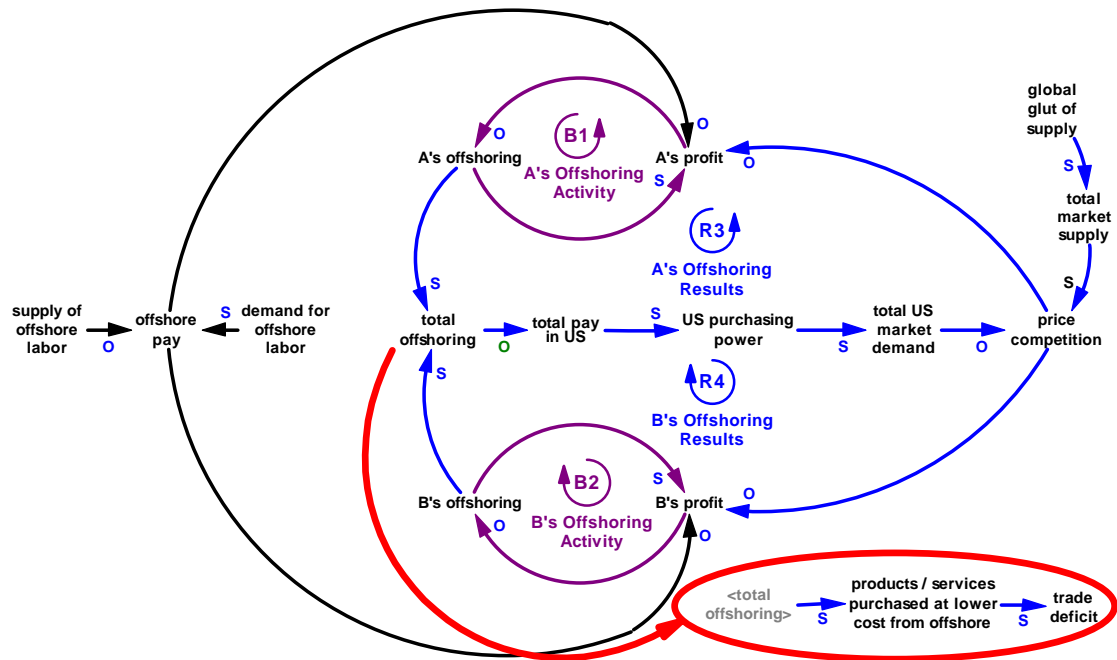 global
glut of
supply
O
B1
O
A's offshoring
A's profit
O
S
A's Offshoring
Activity
S
total
market
supply
R3
A's Offshoring
Results
S
S
supply of
offshore
labor
O
offshore
pay
S
demand for
offshore
labor
total
offshoring
O
total pay
in US
S
US purchasing
power
S
total US
market
demand
O
price
competition
S
R4
B's Offshoring
Results
B2
S
B's offshoring
B's profit
O
O
O
B's Offshoring
Activity
<total
offshoring>
S
products / services
purchased at lower
cost from offshore
S
trade
deficit